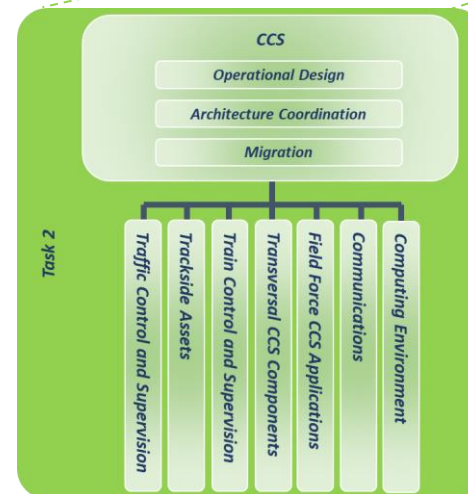 CCS
Operational Design
Architecture Coordination
Migration
Task 2
Traffic Control and Supervision
Trackside Assets
Train Control and Supervision
Transversal CCS Components
Field Force CCS Applications
Communications
Computing Environment